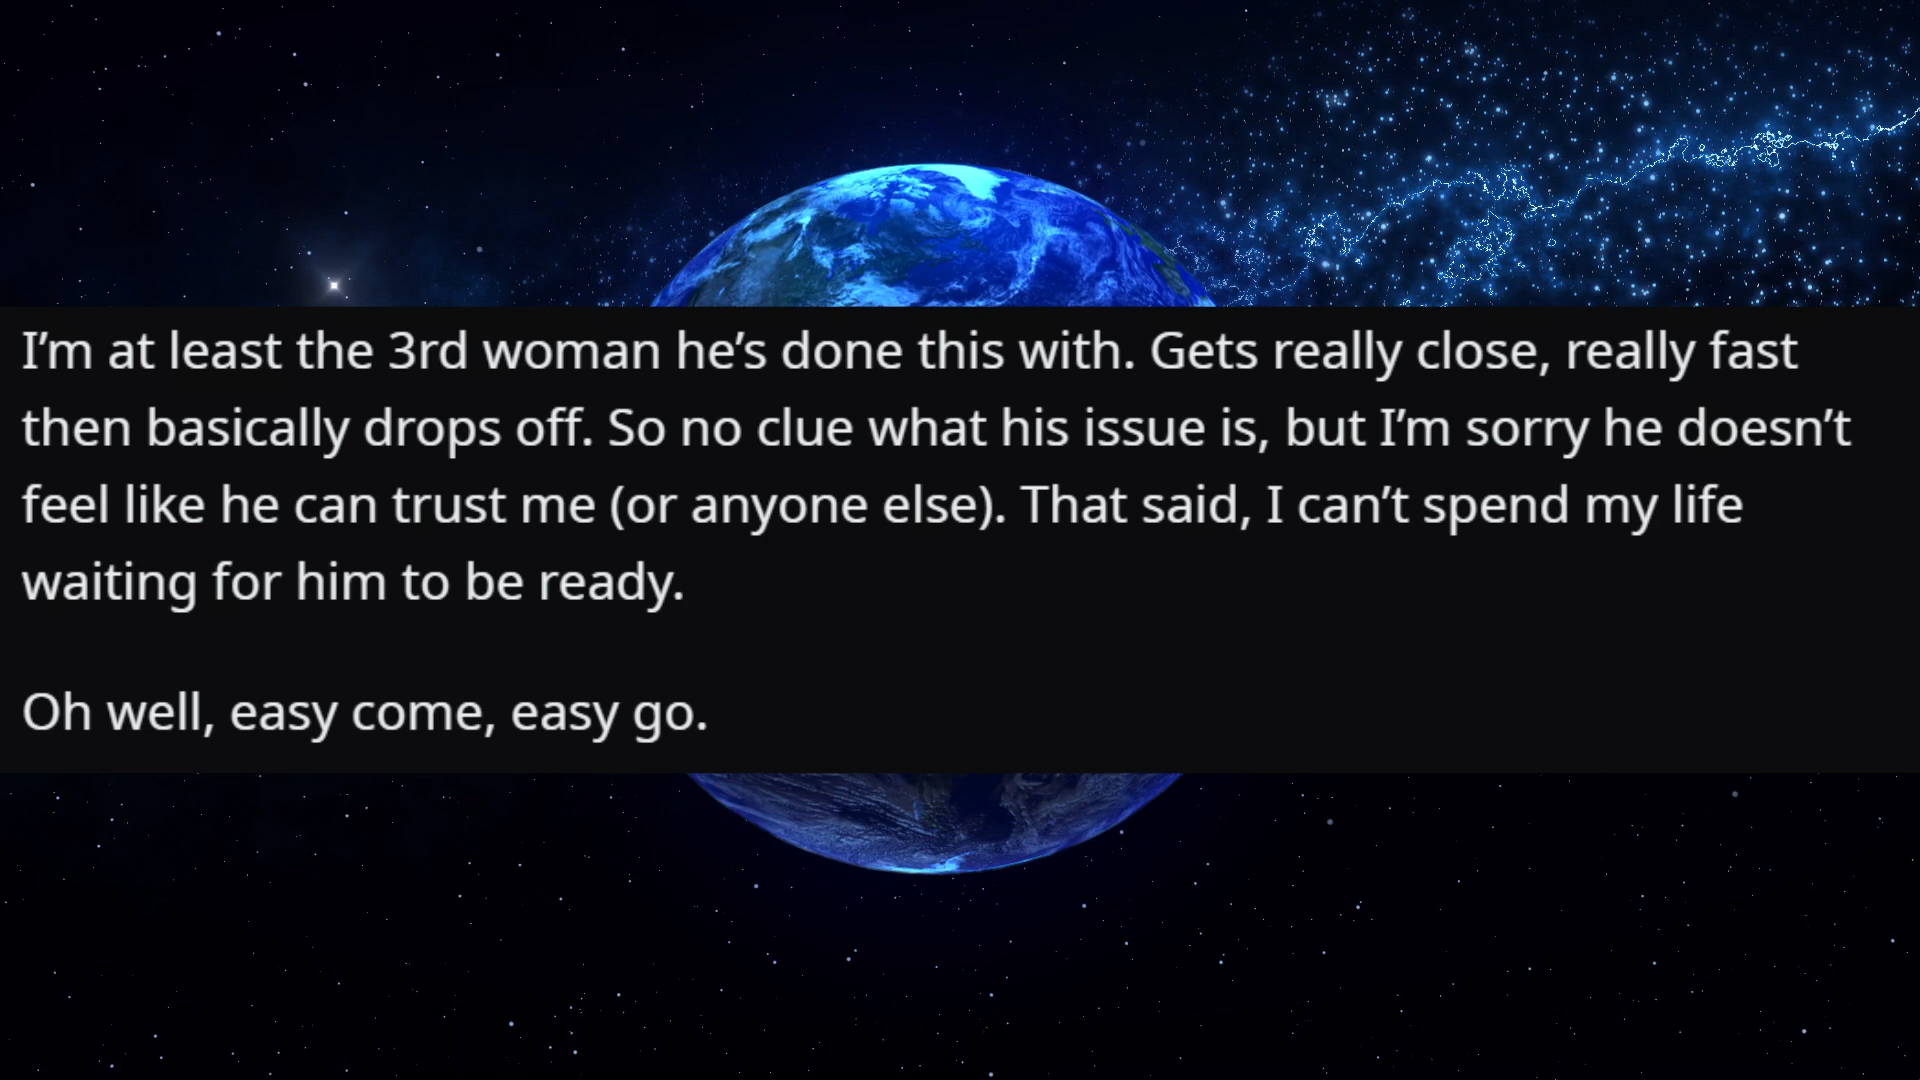 I’m at least the 3rd woman he’s done this with. Gets really close, really fast
then basically drops off. So no clue what his issue is, but I’m sorry he doesn’t
feel like he can trust me (or anyone else). That said, I can’t spend my life
waiting for him to be ready.
Oh well, easy come, easy go.